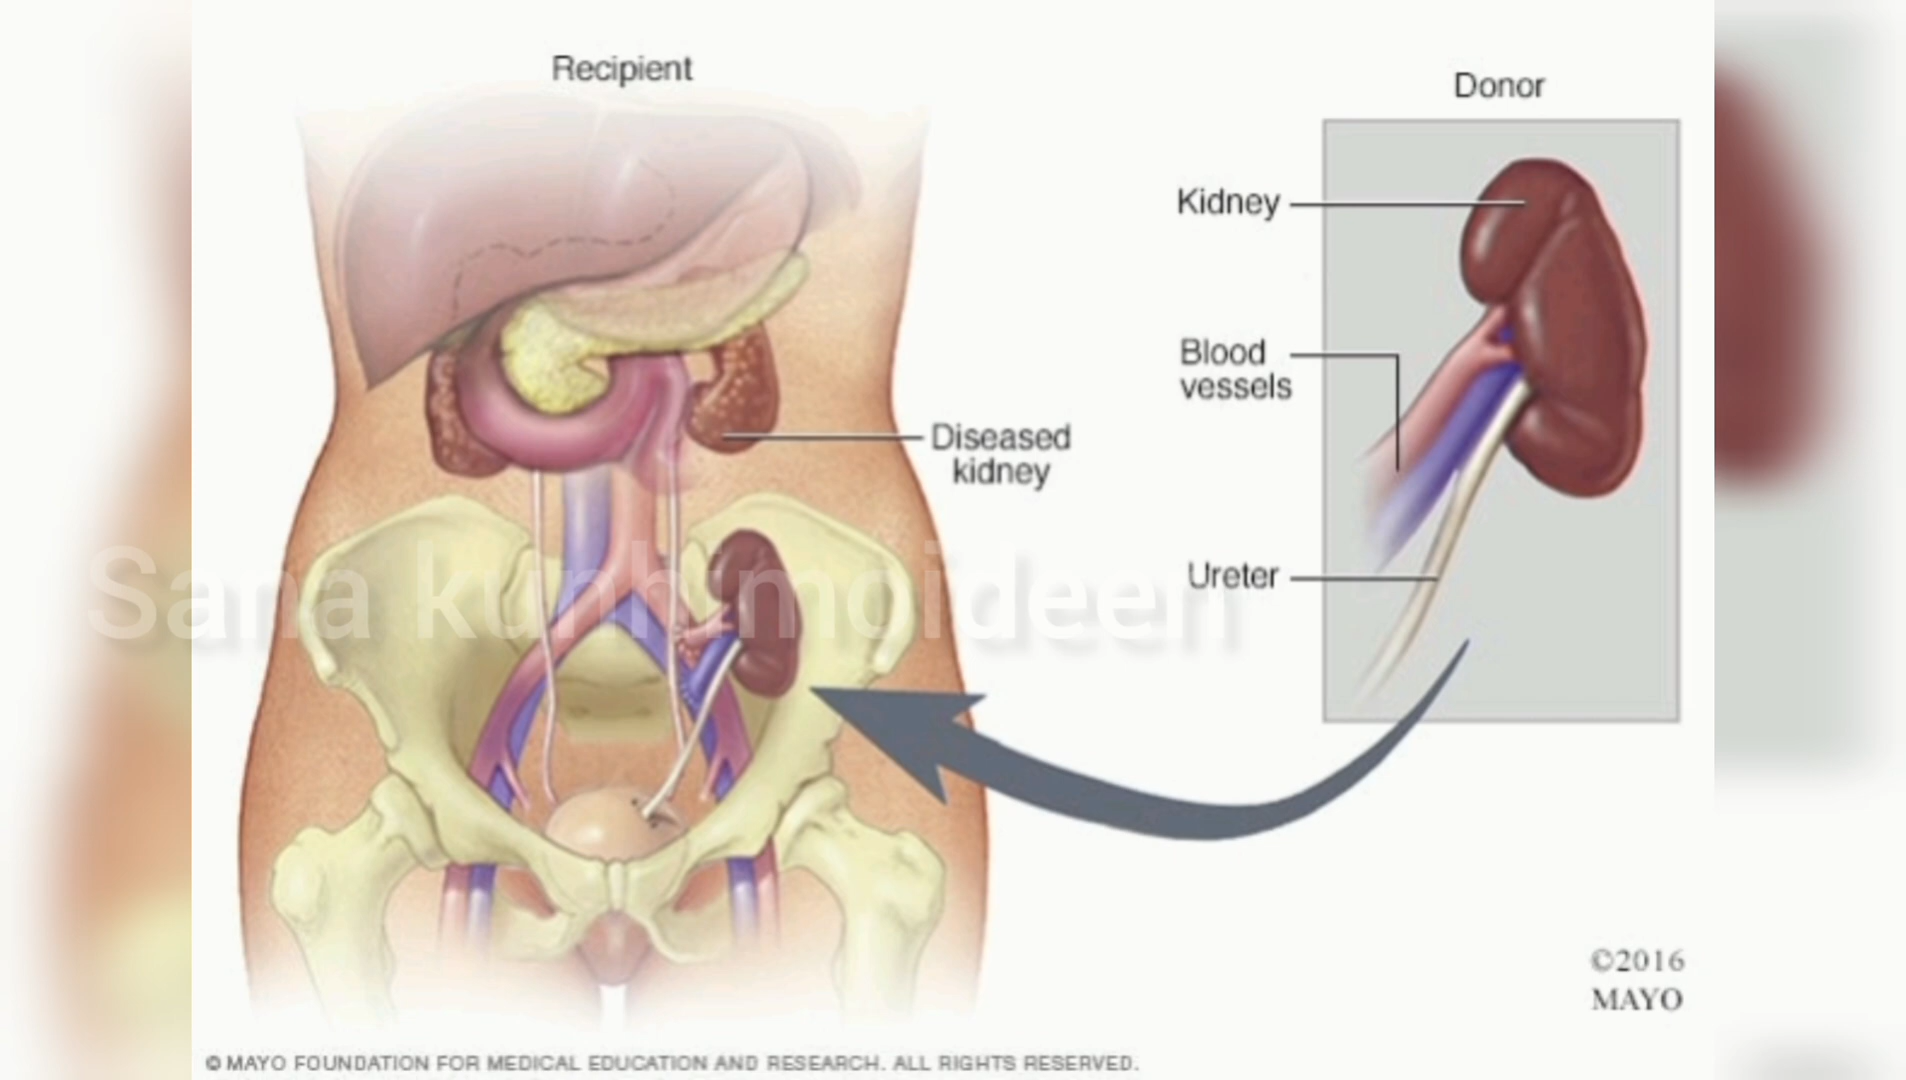 Recipient
Donor
Kidney
Blood
vessels
Diseased
kidney
Ureter
Sana kunhimoideen
©2016
MAYO
© MAYO FOUNDATION FOR MEDICAL EDUCATION AND RESEARCH. ALL RIGHTS RESERVED.